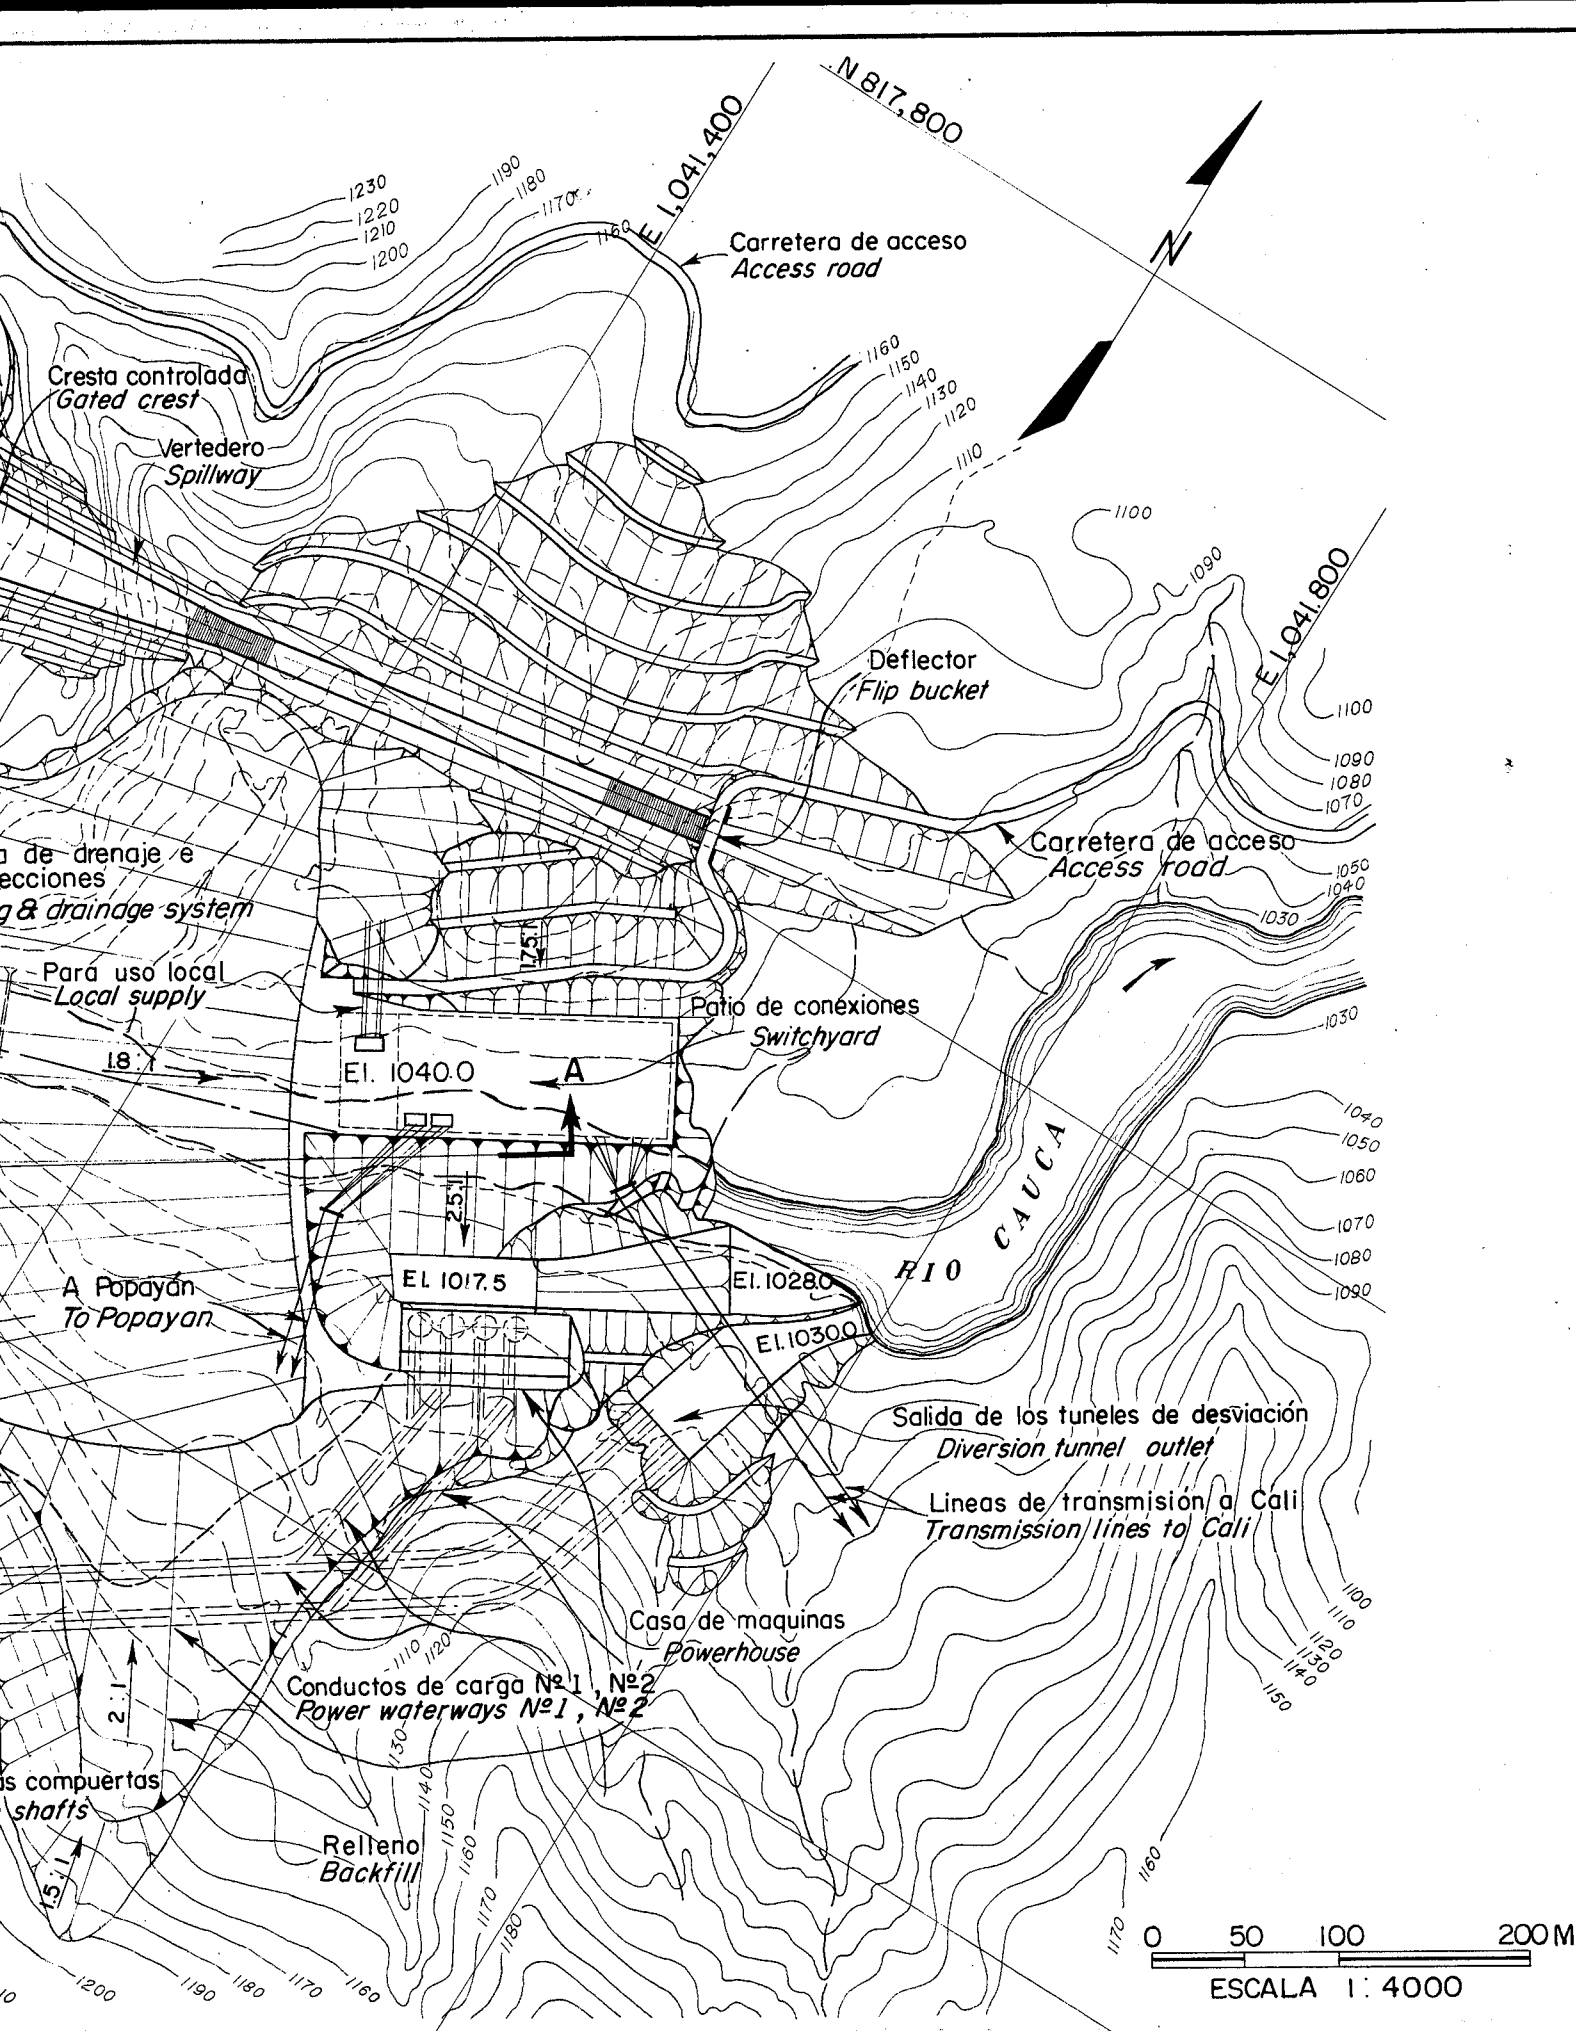 N 817,800
E 1,041,400
1230
1220
1210
1200
1190
1180
1170
1160
N
Carretera de acceso
Access road
1160
1150
1140
1130
1120
1110
1100
1090
Cresta controlada
Gated crest
Vertedero
Spillway
E 1,041.800
Deflector
Flip bucket
1100
1090
1080
1070
Carretera de acceso
Access road
1050
1040
1030
de drenaje e
ecciones
g & drainage system
1.75:1
Para uso local
Local supply
Patio de conexiones
Switchyard
1030
1.8:1
El. 1040.0
A
1040
1050
1060
1070
1080
1090
RIO CAUCA
2.5:1
A Popayán
To Popayan
El. 1017.5
El. 1028.0
El. 1030.0
Salida de los tuneles de desviación
Diversion tunnel outlet
Lineas de transmisión a Cali
Transmission lines to Cali
1100
1110
1120
1130
1140
1150
Casa de maquinas
Powerhouse
1110
1120
Conductos de carga Nº1, Nº2
Power waterways Nº1, Nº2
2:1
1130
1140
1150
1160
1170
1180
s compuertas
shafts
Relleno
Backfill
1.5:1
1160
1170
1200
1190
1180
1170
1160
0 50 100 200 M
ESCALA 1:4000